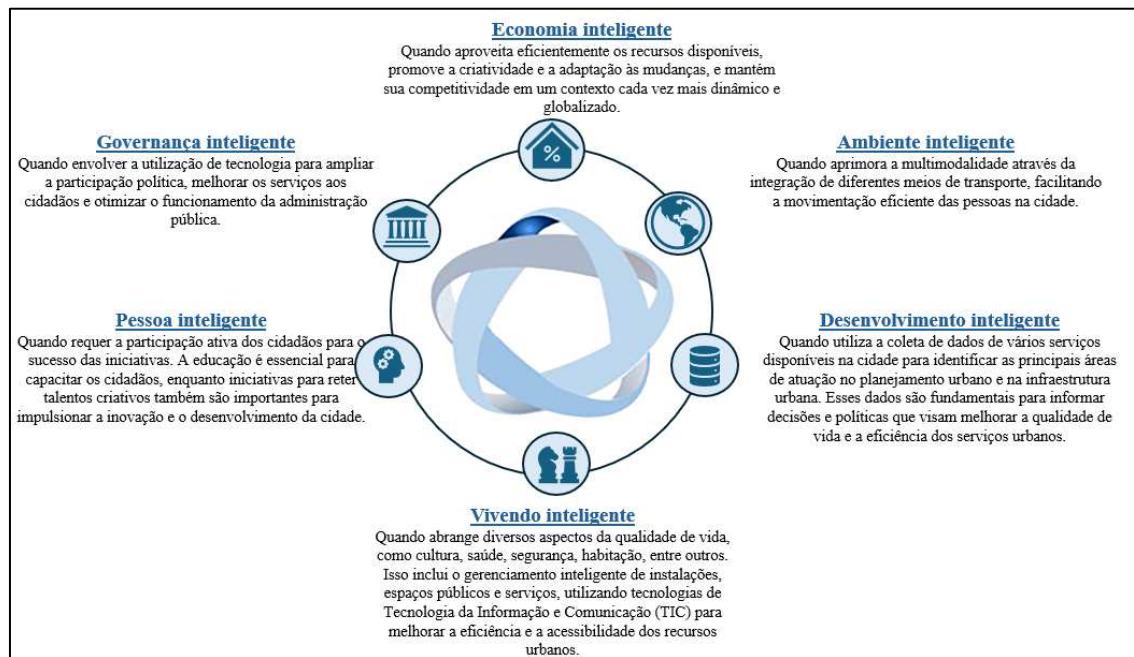 Economia inteligente
Quando aproveita eficientemente os recursos disponíveis,
promove a criatividade e a adaptação às mudanças, e mantém
sua competitividade em um contexto cada vez mais dinâmico e
globalizado.
Governança inteligente
Quando envolver a utilização de tecnologia para ampliar
a participação política, melhorar os serviços aos
cidadãos e otimizar o funcionamento da administração
pública.
Ambiente inteligente
Quando aprimora a multimodalidade através da
integração de diferentes meios de transporte, facilitando
a movimentação eficiente das pessoas na cidade.
%
Pessoa inteligente
Quando requer a participação ativa dos cidadãos para o
sucesso das iniciativas. A educação é essencial para
capacitar os cidadãos, enquanto iniciativas para reter
talentos criativos também são importantes para
impulsionar a inovação e o desenvolvimento da cidade.
Desenvolvimento inteligente
Quando utiliza a coleta de dados de vários serviços
disponíveis na cidade para identificar as principais áreas
de atuação no planejamento urbano e na infraestrutura
urbana. Esses dados são fundamentais para informar
decisões e políticas que visam melhorar a qualidade de
vida e a eficiência dos serviços urbanos.
Vivendo inteligente
Quando abrange diversos aspectos da qualidade de vida,
como cultura, saúde, segurança, habitação, entre outros.
Isso inclui o gerenciamento inteligente de instalações,
espaços públicos e serviços, utilizando tecnologias de
Tecnologia da Informação e Comunicação (TIC) para
melhorar a eficiência e a acessibilidade dos recursos
urbanos.